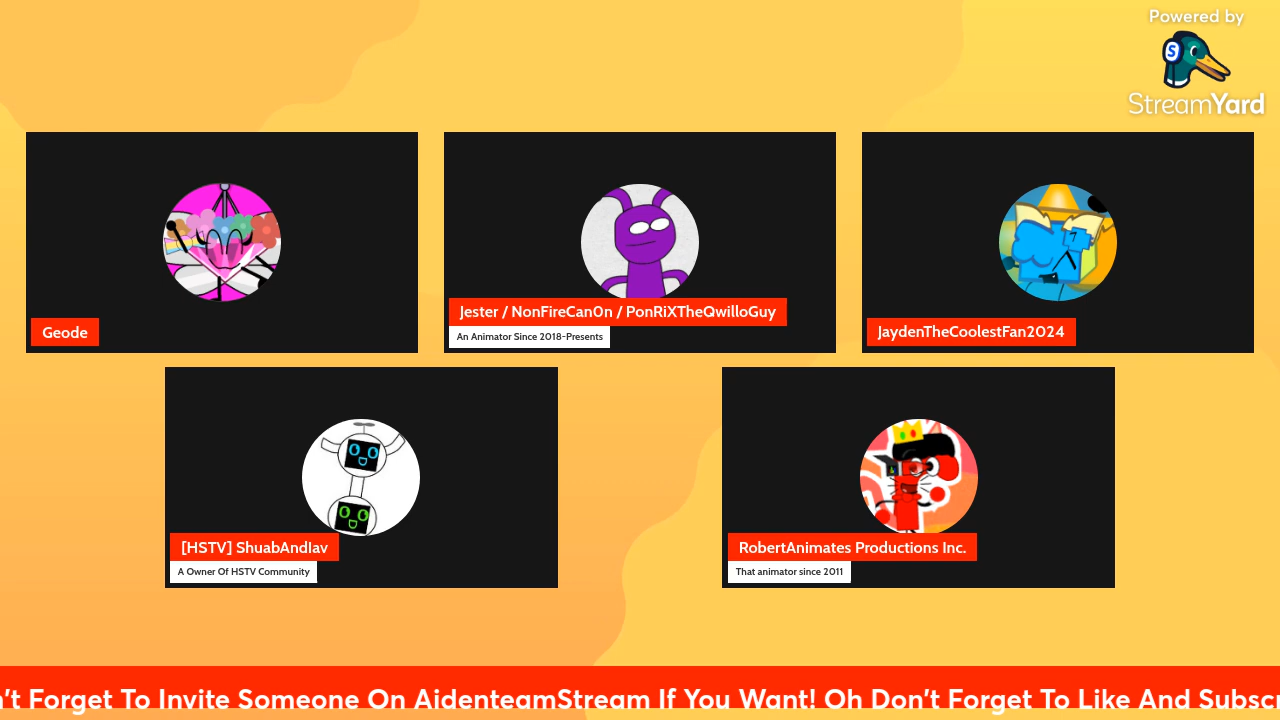 Powered by
StreamYard
Geode
Jester / NonFireCan0n / PonRiXTheQwilloGuy
An Animator Since 2018-Presents
JaydenTheCoolestFan2024
[HSTV] ShuabAndIav
A Owner Of HSTV Community
RobertAnimates Productions Inc.
That animator since 2011
n't Forget To Invite Someone On AidenteamStream If You Want! Oh Don't Forget To Like And Subscr